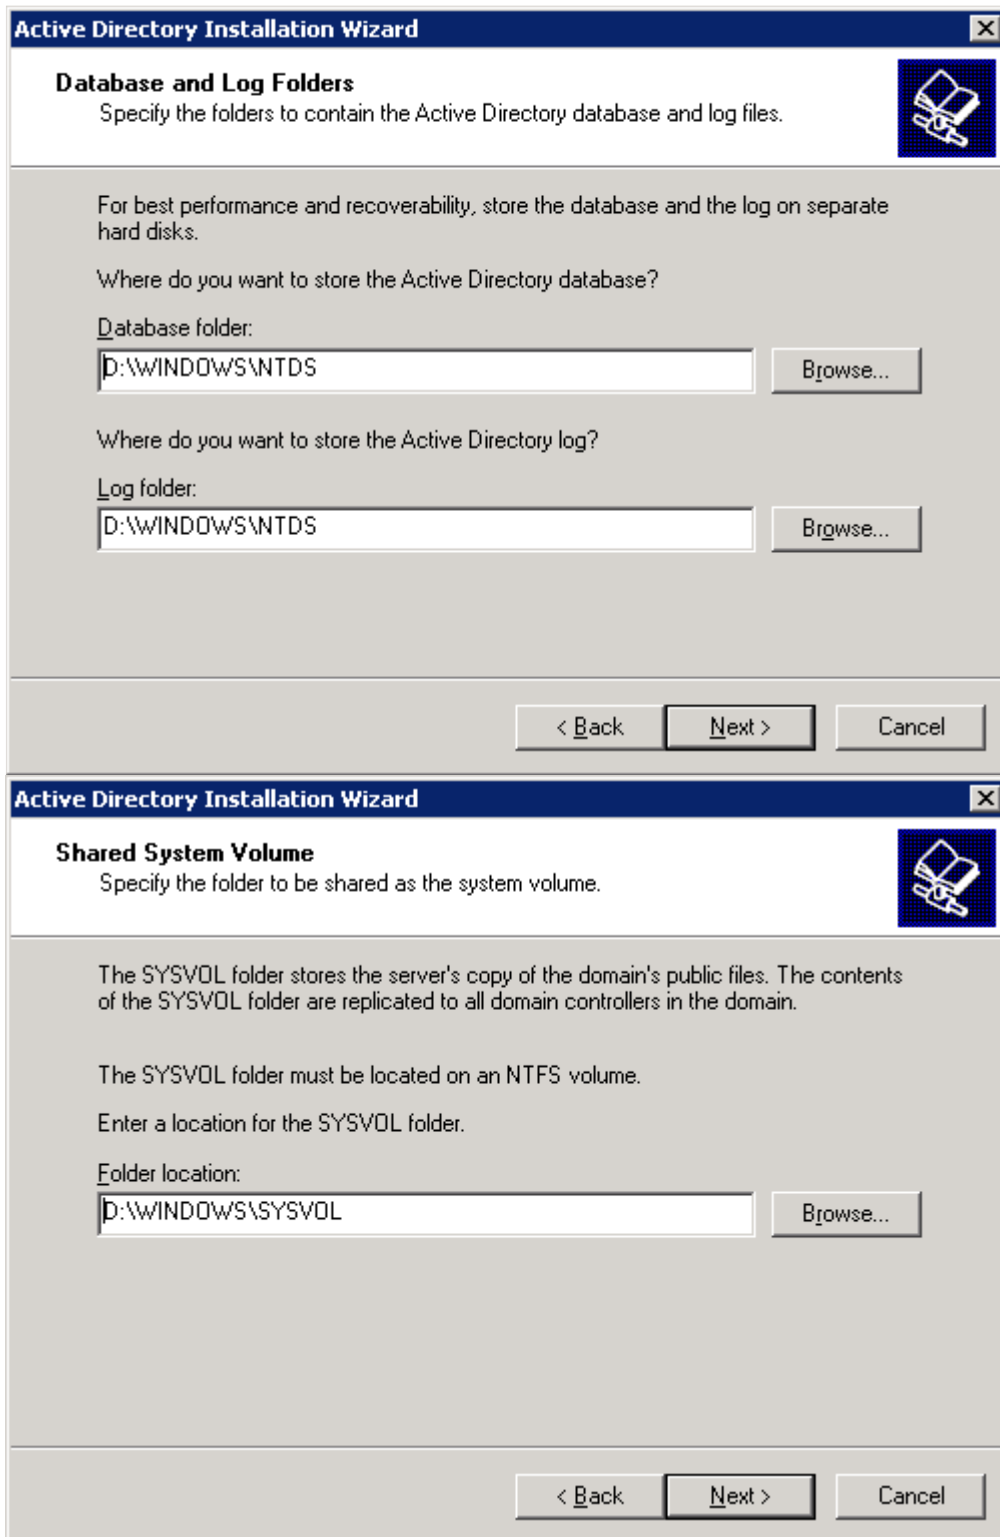 Active Directory Installation Wizard
Database and Log Folders
Specify the folders to contain the Active Directory database and log files.
For best performance and recoverability, store the database and the log on separate
hard disks.
Where do you want to store the Active Directory database?
Database folder:
D:\WINDOWS\NTDS
Browse...
Where do you want to store the Active Directory log?
Log folder:
D:\WINDOWS\NTDS
Browse...
< Back Next > Cancel
Active Directory Installation Wizard
Shared System Volume
Specify the folder to be shared as the system volume.
The SYSVOL folder stores the server's copy of the domain's public files. The contents
of the SYSVOL folder are replicated to all domain controllers in the domain.
The SYSVOL folder must be located on an NTFS volume.
Enter a location for the SYSVOL folder.
Folder location:
D:\WINDOWS\SYSVOL
Browse...
< Back Next > Cancel